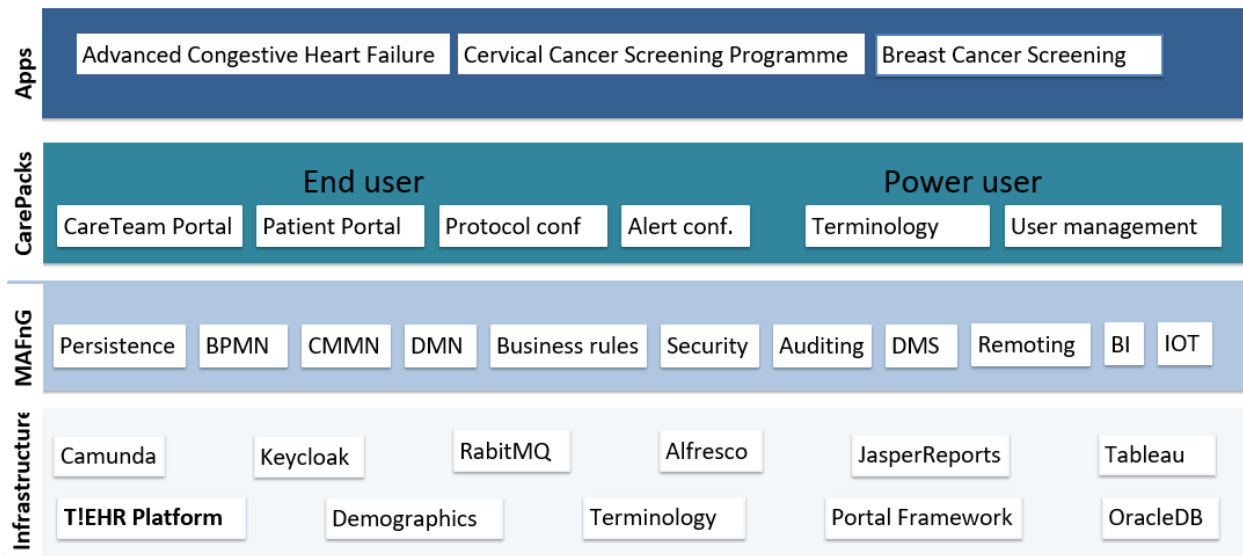 Apps
Advanced Congestive Heart Failure Cervical Cancer Screening Programme Breast Cancer Screening
CarePacks
End user Power user
CareTeam Portal Patient Portal Protocol conf Alert conf. Terminology User management
MAFnG
Persistence BPMN CMMN DMN Business rules Security Auditing DMS Remoting BI IOT
Infrastructure
Camunda Keycloak RabitMQ Alfresco JasperReports Tableau
T!EHR Platform Demographics Terminology Portal Framework OracleDB